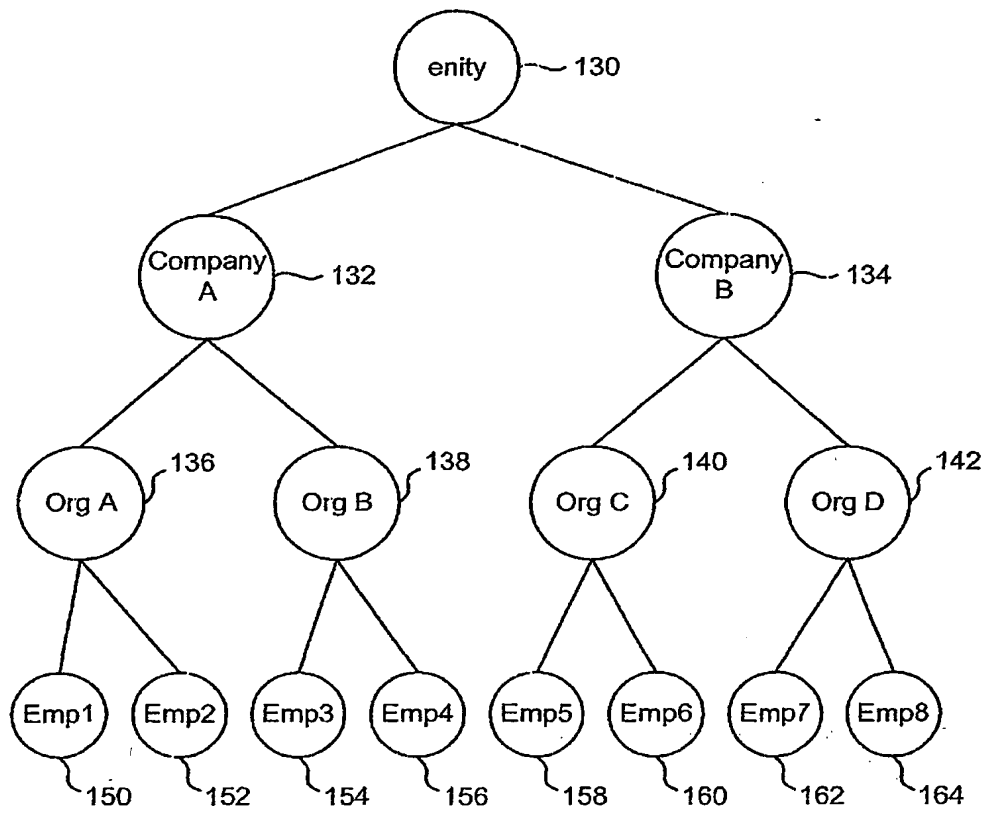 enity
130
Company
A
132
Company
B
134
Org A
136
Org B
138
Org C
140
Org D
142
Emp1
Emp2
Emp3
Emp4
Emp5
Emp6
Emp7
Emp8
150
152
154
156
158
160
162
164